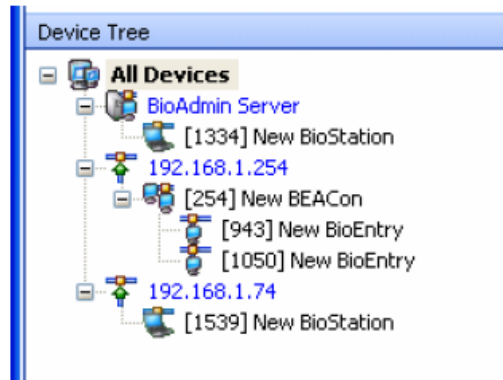 Device Tree
All Devices
BioAdmin Server
[1334] New BioStation
192.168.1.254
[254] New BEACon
[943] New BioEntry
[1050] New BioEntry
192.168.1.74
[1539] New BioStation